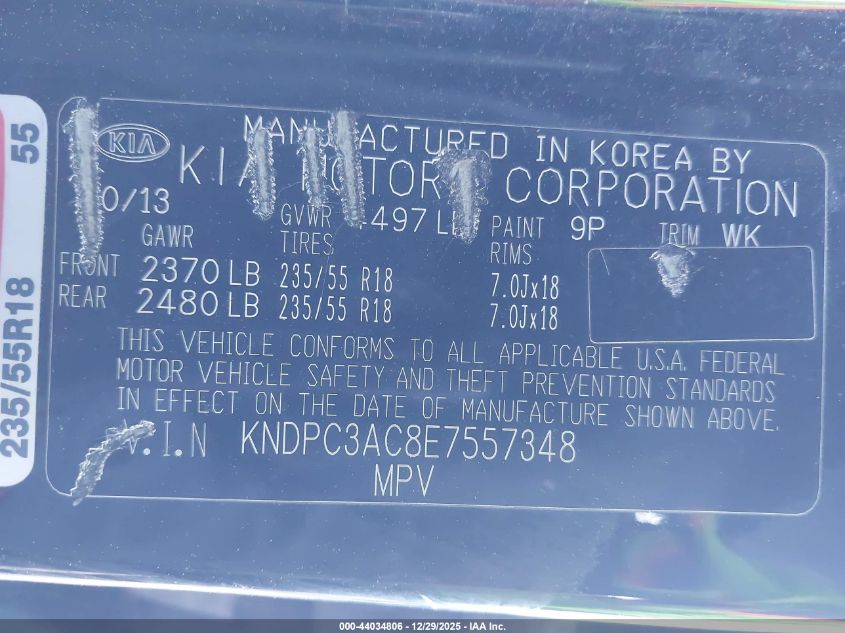 55
235/55R18
KIA
MANUFACTURED IN KOREA BY
KIA MOTORS CORPORATION
0/13
GVWR 497 LB
PAINT 9P
TRIM WK
GAWR
TIRES
RIMS
FRONT 2370 LB 235/55 R18 7.0Jx18
REAR 2480 LB 235/55 R18 7.0Jx18
THIS VEHICLE CONFORMS TO ALL APPLICABLE U.S.A. FEDERAL
MOTOR VEHICLE SAFETY AND THEFT PREVENTION STANDARDS
IN EFFECT ON THE DATE OF MANUFACTURE SHOWN ABOVE.
V.I.N KNDPC3AC8E7557348
MPV
000-44034806 - 12/29/2025 - IAA Inc.